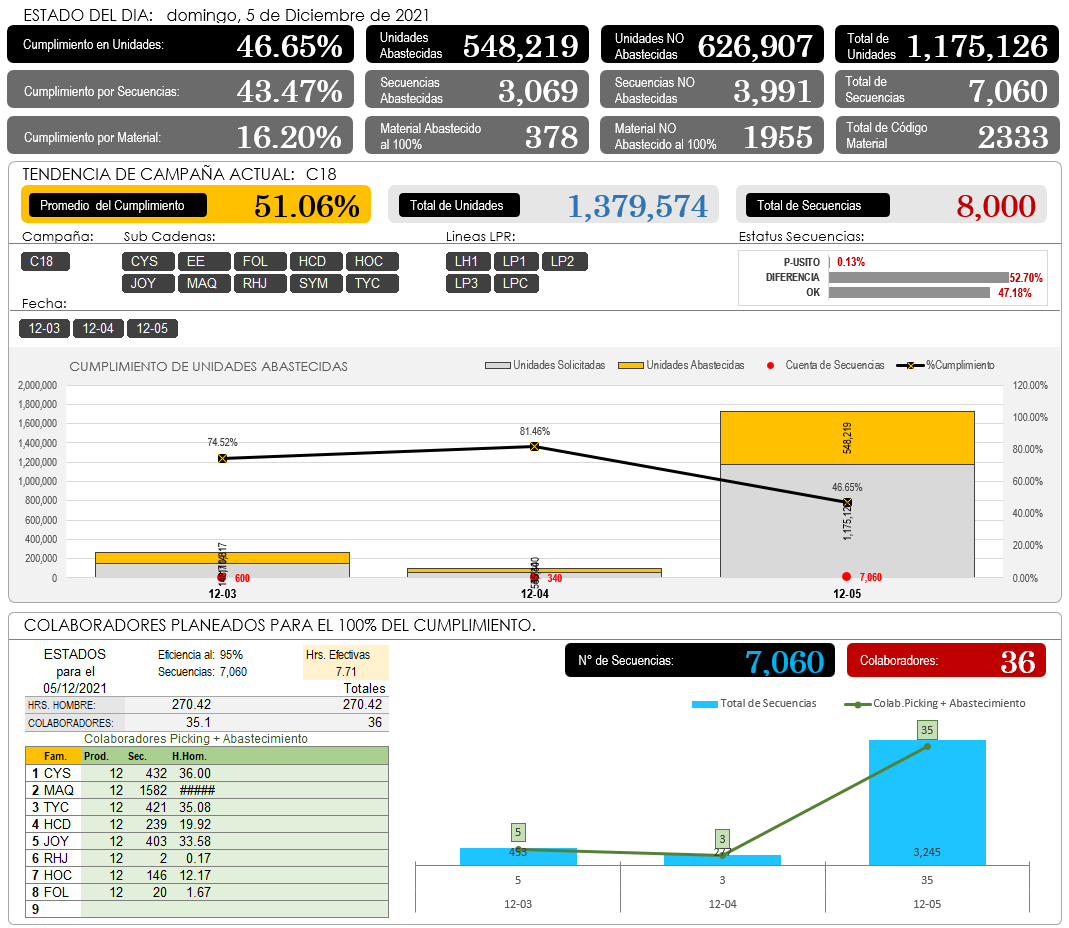 ESTADO DEL DIA: domingo, 5 de Diciembre de 2021
Cumplimiento en Unidades: 46.65%
Unidades Abastecidas 548,219
Unidades NO Abastecidas 626,907
Total de Unidades 1,175,126
Cumplimiento por Secuencias: 43.47%
Secuencias Abastecidas 3,069
Secuencias NO Abastecidas 3,991
Total de Secuencias 7,060
Cumplimiento por Material: 16.20%
Material Abastecido al 100% 378
Material NO Abastecido al 100% 1955
Total de Código Material 2333
TENDENCIA DE CAMPAÑA ACTUAL: C18
Promedio del Cumplimiento 51.06%
Total de Unidades 1,379,574
Total de Secuencias 8,000
Campaña: Sub Cadenas: Lineas LPR: Estatus Secuencias:
C18 CYS EE FOL HCD HOC LH1 LP1 LP2
JOY MAQ RHJ SYM TYC LP3 LPC
P-USITO 0.13%
DIFERENCIA 52.70%
OK 47.18%
Fecha:
12-03 12-04 12-05
CUMPLIMIENTO DE UNIDADES ABASTECIDAS
Unidades Solicitadas Unidades Abastecidas Cuenta de Secuencias %Cumplimiento
2,000,000
1,800,000
1,600,000
1,400,000
1,200,000
1,000,000
800,000
600,000
400,000
200,000
0
120.00%
100.00%
80.00%
60.00%
40.00%
20.00%
0.00%
74.52%
81.46%
46.65%
548,219
600
340
7,060
12-03 12-04 12-05
COLABORADORES PLANEADOS PARA EL 100% DEL CUMPLIMIENTO.
ESTADOS
para el
05/12/2021
Eficiencia al: 95%
Secuencias: 7,060
Hrs. Efectivas
7.71
Totales
HRS. HOMBRE: 270.42 270.42
COLABORADORES: 35.1 36
Colaboradores Picking + Abastecimiento
Fam. Prod. Sec. H.Hom.
1 CYS 12 432 36.00
2 MAQ 12 1582 #####
3 TYC 12 421 35.08
4 HCD 12 239 19.92
5 JOY 12 403 33.58
6 RHJ 12 2 0.17
7 HOC 12 146 12.17
8 FOL 12 20 1.67
9
N° de Secuencias: 7,060
Colaboradores: 36
Total de Secuencias Colab.Picking + Abastecimiento
5
3
35
453
3,245
5 3 35
12-03 12-04 12-05